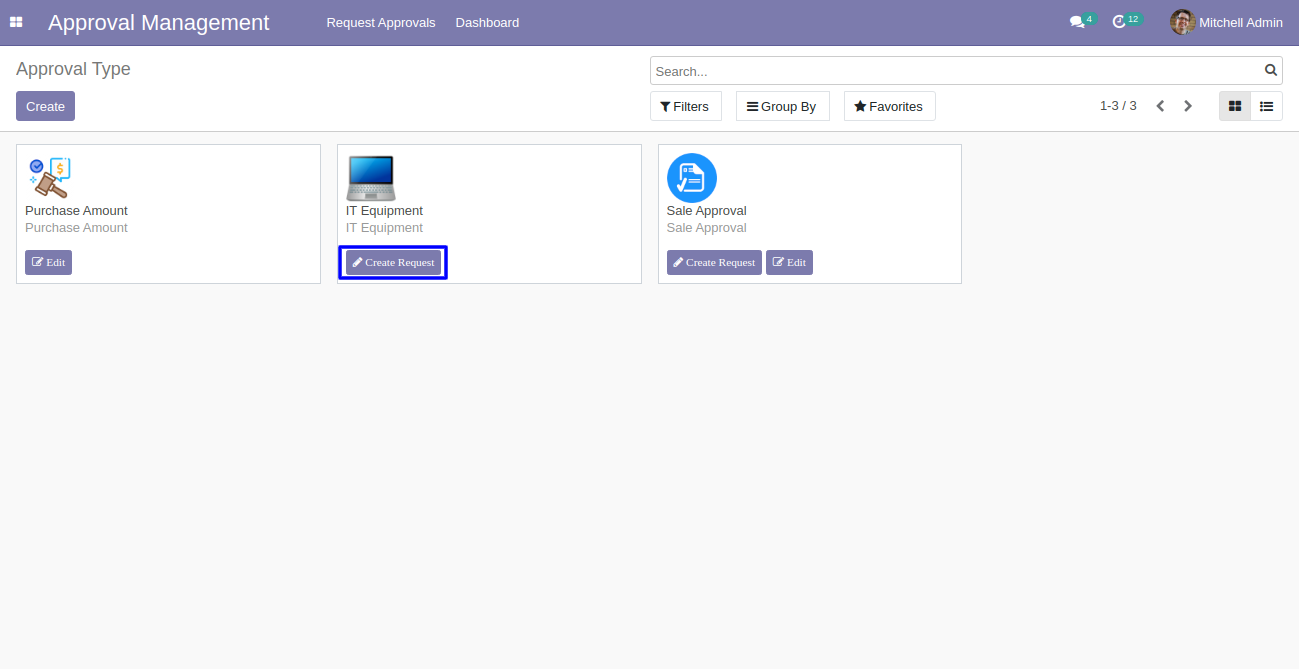 Approval Management Request Approvals Dashboard 4 12 Mitchell Admin
Approval Type
Search...
Create
Filters Group By Favorites 1-3 / 3
Purchase Amount
Purchase Amount
Edit
IT Equipment
IT Equipment
Create Request
Sale Approval
Sale Approval
Create Request Edit